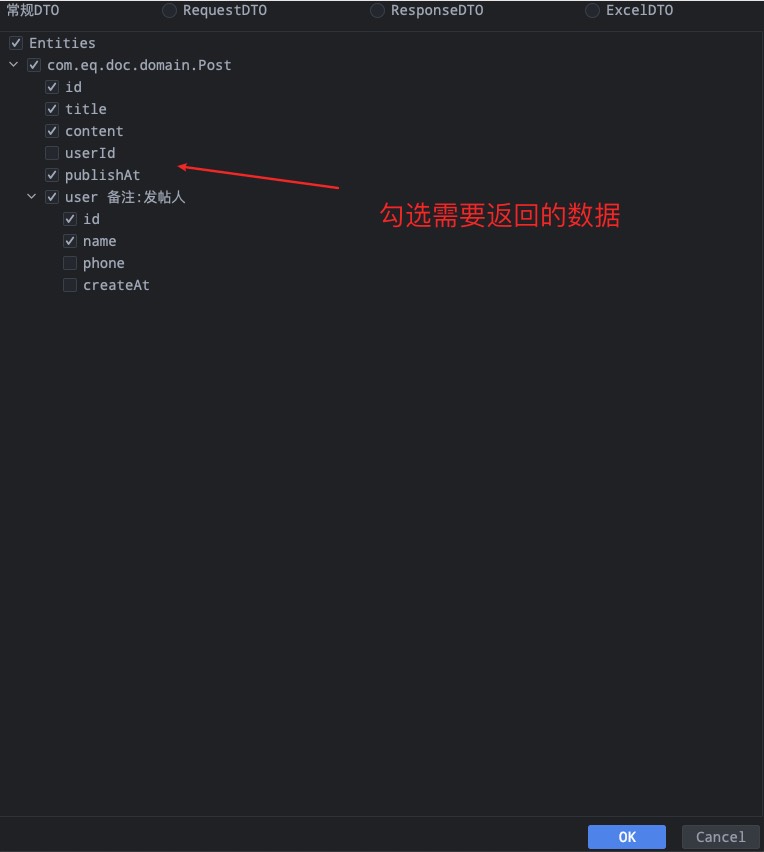 常规DTO RequestDTO ResponseDTO ExcelDTO
Entities
com.eq.doc.domain.Post
id
title
content
userId
publishAt
user 备注:发帖人
id
name
phone
createAt
勾选需要返回的数据
OK Cancel